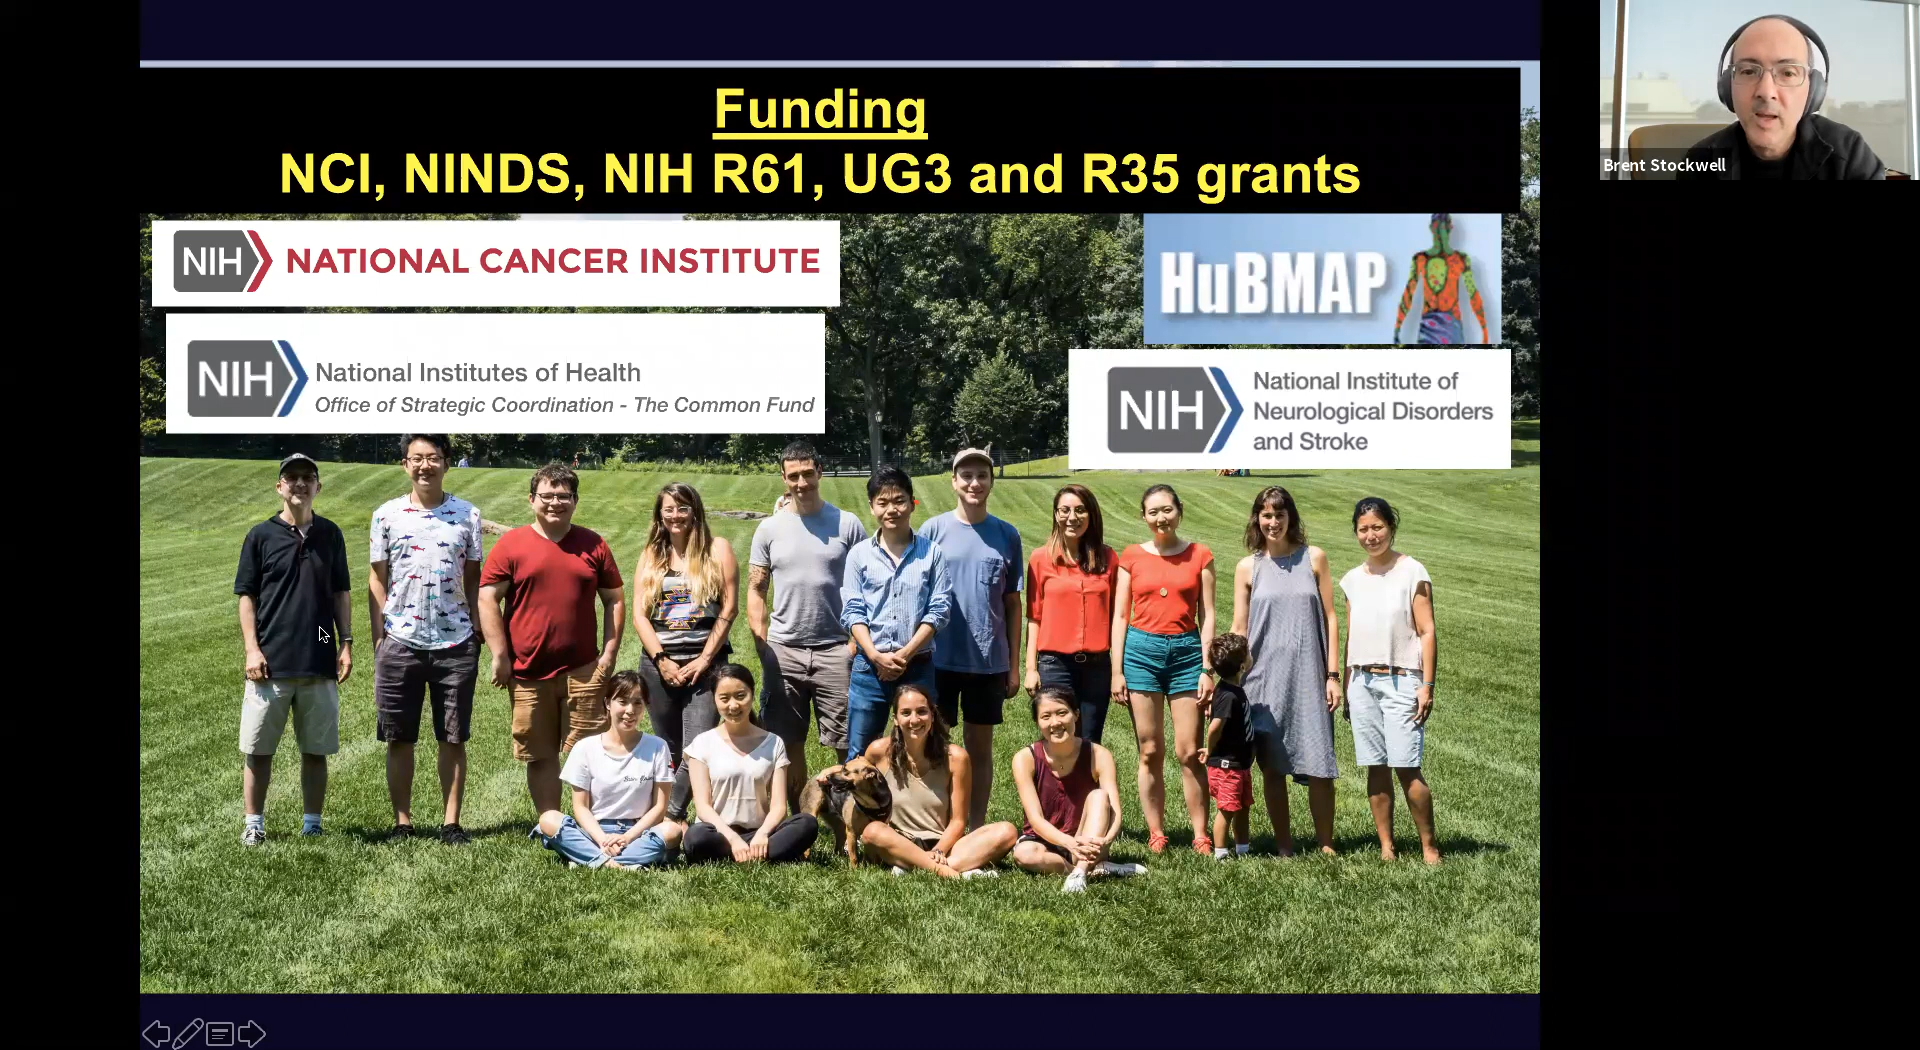 Funding
NCI, NINDS, NIH R61, UG3 and R35 grants
NIH NATIONAL CANCER INSTITUTE
NIH National Institutes of Health
Office of Strategic Coordination - The Common Fund
HuBMAP
NIH National Institute of
Neurological Disorders
and Stroke
Brent Stockwell